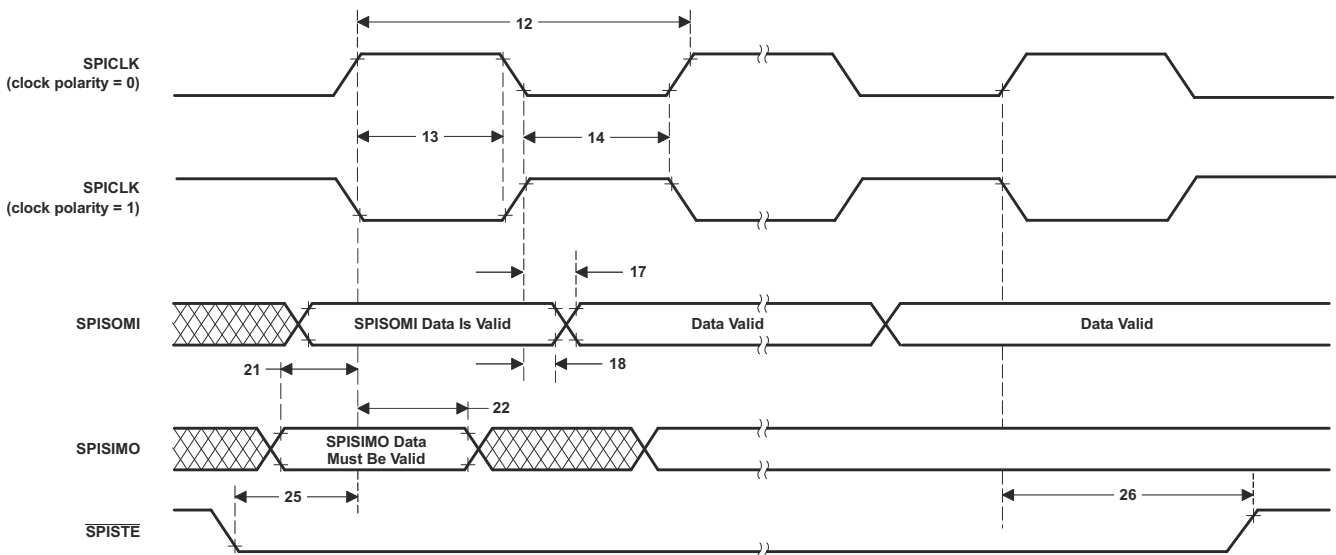 12
SPICLK
(clock polarity = 0)
13
14
SPICLK
(clock polarity = 1)
17
SPISOMI
SPISOMI Data Is Valid
Data Valid
Data Valid
18
21
22
SPISIMO
SPISIMO Data
Must Be Valid
25
26
SPISTE